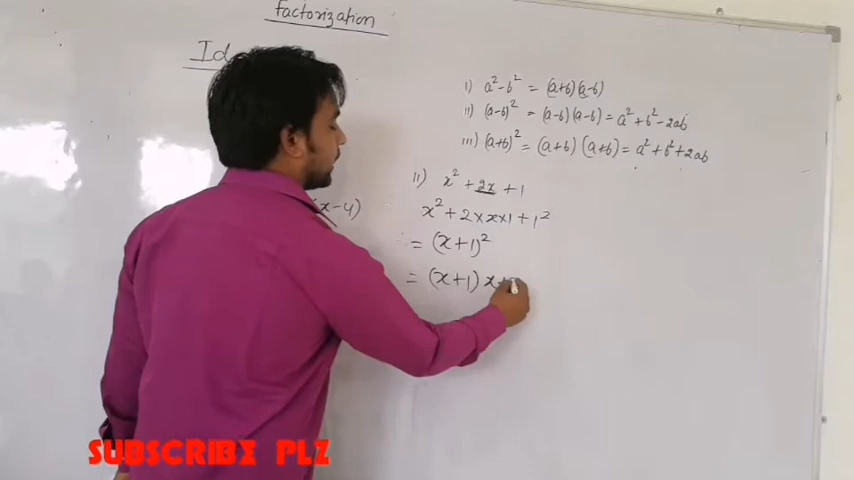 Factorization
Id
i) a²-b² = (a+b)(a-b)
ii) (a-b)² = (a-b)(a-b) = a²+b²-2ab
iii) (a+b)² = (a+b)(a+b) = a²+b²+2ab
ii) x²+2x+1
x²+2×x×1+1²
= (x+1)²
= (x+1) x+
x-4)
SUBSCRIBE PLZ